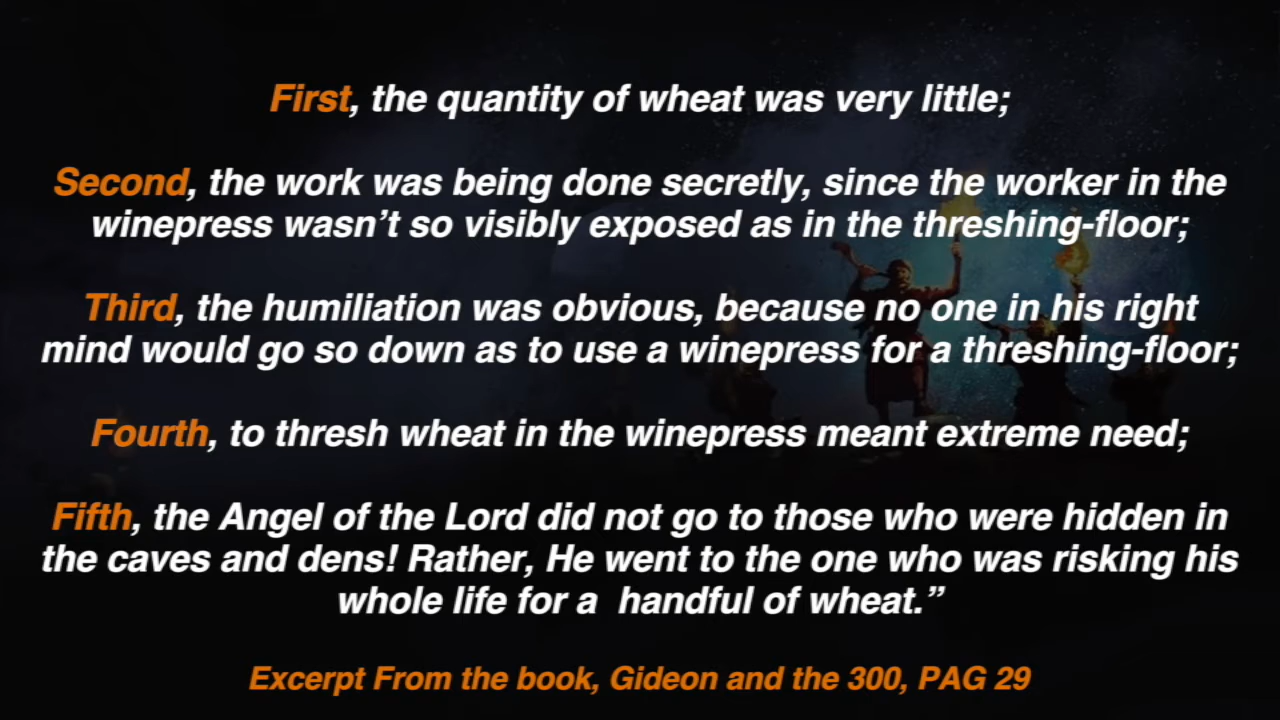 First, the quantity of wheat was very little;
Second, the work was being done secretly, since the worker in the
winepress wasn’t so visibly exposed as in the threshing-floor;
Third, the humiliation was obvious, because no one in his right
mind would go so down as to use a winepress for a threshing-floor;
Fourth, to thresh wheat in the winepress meant extreme need;
Fifth, the Angel of the Lord did not go to those who were hidden in
the caves and dens! Rather, He went to the one who was risking his
whole life for a  handful of wheat.”
Excerpt From the book, Gideon and the 300, PAG 29